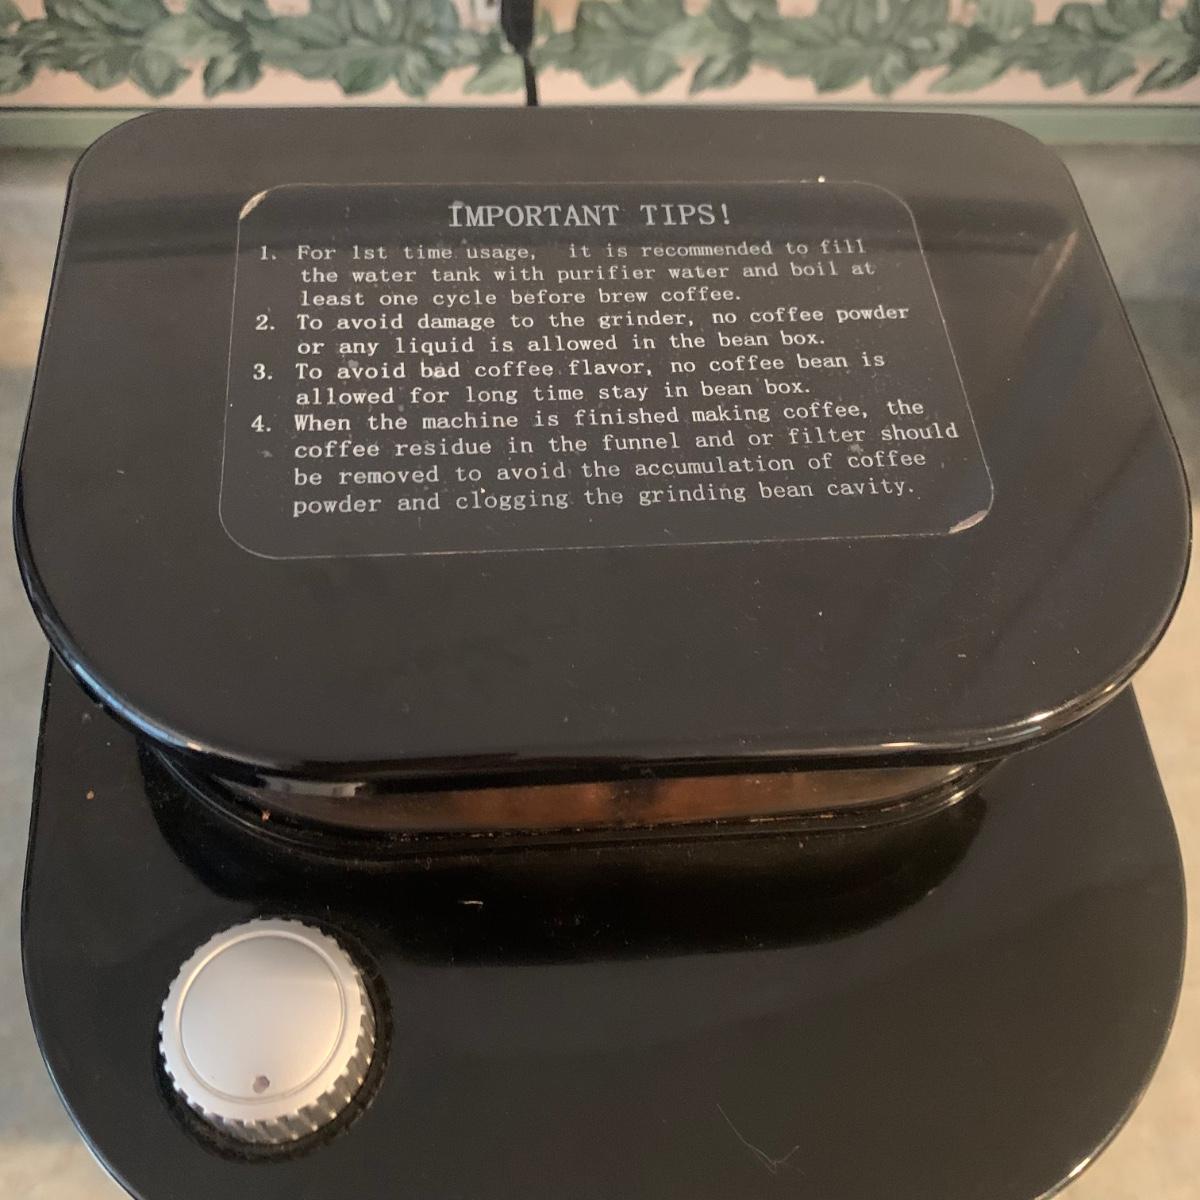 IMPORTANT TIPS!
1. For 1st time usage, it is recommended to fill
the water tank with purifier water and boil at
least one cycle before brew coffee.
2. To avoid damage to the grinder, no coffee powder
or any liquid is allowed in the bean box.
3. To avoid bad coffee flavor, no coffee bean is
allowed for long time stay in bean box.
4. When the machine is finished making coffee, the
coffee residue in the funnel and or filter should
be removed to avoid the accumulation of coffee
powder and clogging the grinding bean cavity.